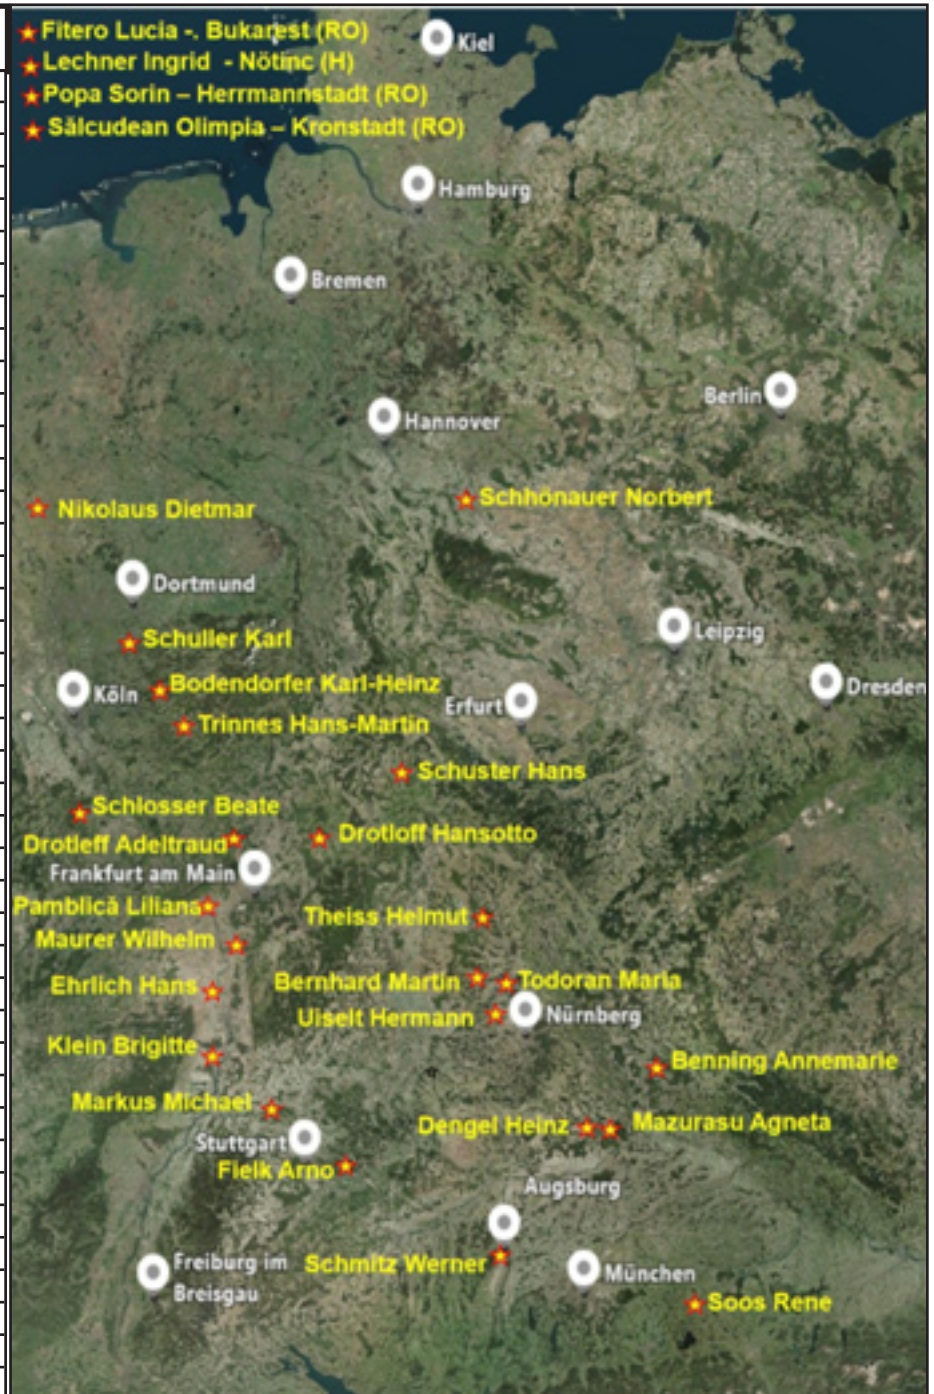 Fitero Lucia -. Bukarest (RO)
Lechner Ingrid - Nötinc (H)
Popa Sorin – Herrmannstadt (RO)
Sălcudean Olimpia – Kronstadt (RO)
Kiel
Hamburg
Bremen
Berlin
Hannover
Schhönauer Norbert
Nikolaus Dietmar
Dortmund
Leipzig
Schuller Karl
Bodendorfer Karl-Heinz
Köln
Dresden
Erfurt
Trinnes Hans-Martin
Schuster Hans
Schlosser Beate
Drotloff Hansotto
Drotleff Adeltraud
Frankfurt am Main
Pamblică Liliana
Theiss Helmut
Maurer Wilhelm
Bernhard Martin
Todoran Maria
Ehrlich Hans
Uiselt Hermann
Nürnberg
Klein Brigitte
Benning Annemarie
Markus Michael
Dengel Heinz
Mazurasu Agneta
Stuttgart
Fielk Arno
Augsburg
Freiburg im
Breisgau
Schmitz Werner
München
Soos Rene